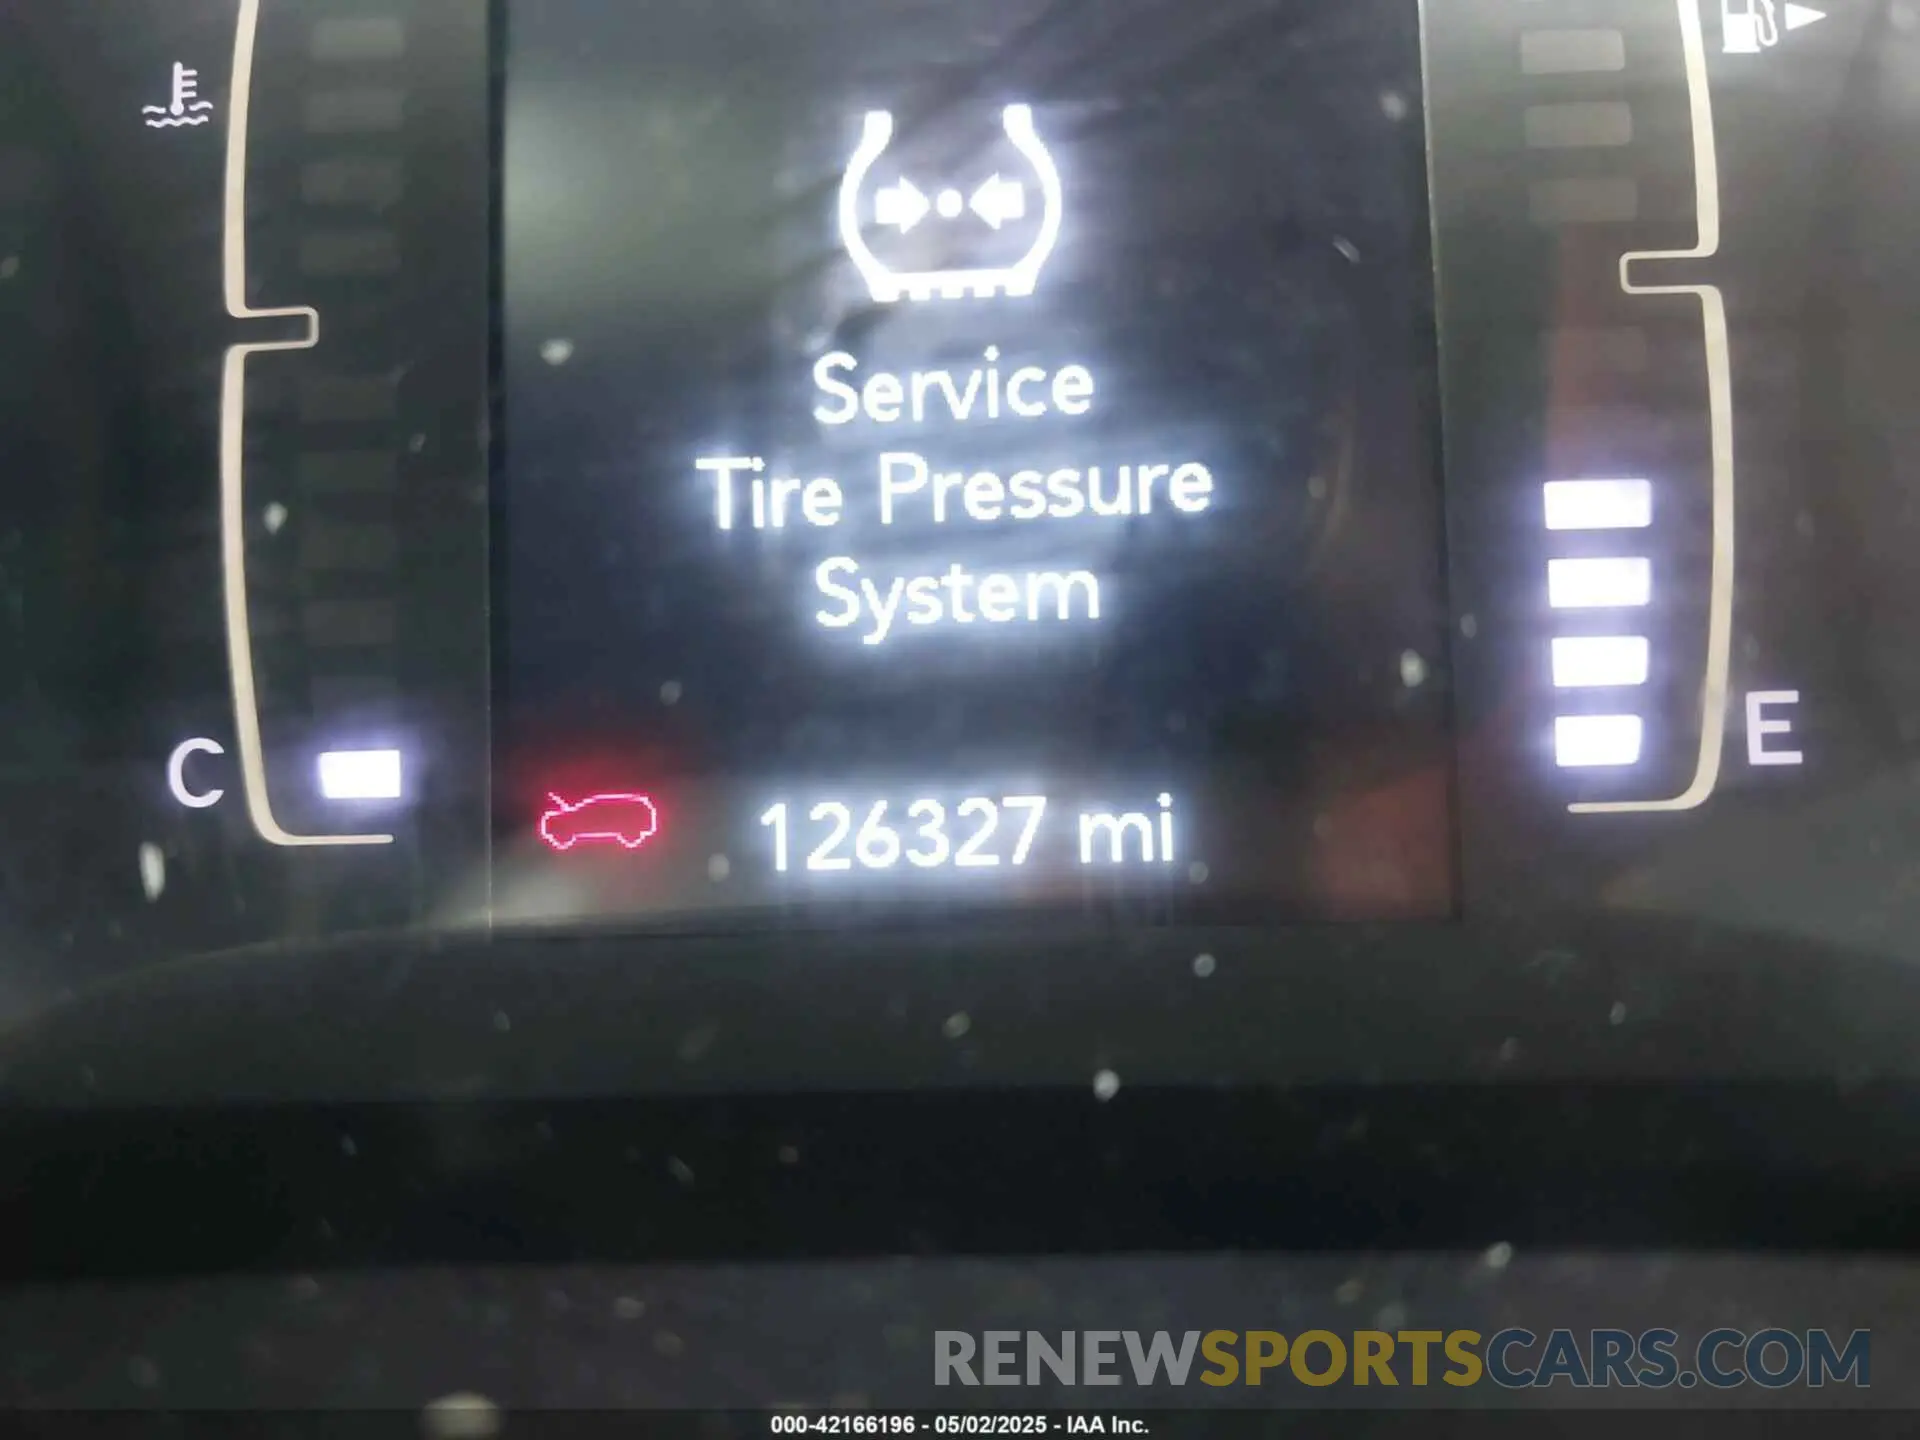 Service
Tire Pressure
System
C
E
126327 mi
RENEWSPORTSCARS.COM
000-42166196 - 05/02/2025 - IAA Inc.